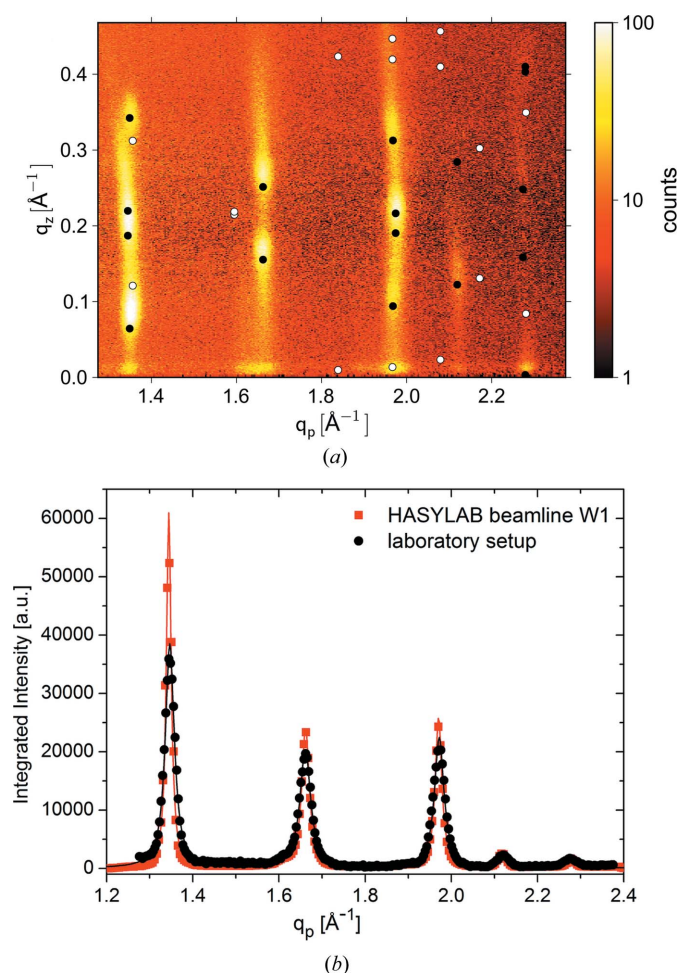 100
10
1
counts
0.4
0.3
0.2
0.1
0.0
q_z [Å⁻¹]
1.4 1.6 1.8 2.0 2.2
q_p [Å⁻¹]
(a)
60000
50000
40000
30000
20000
10000
0
Integrated Intensity [a.u.]
HASYLAB beamline W1
laboratory setup
1.2 1.4 1.6 1.8 2.0 2.2 2.4
q_p [Å⁻¹]
(b)